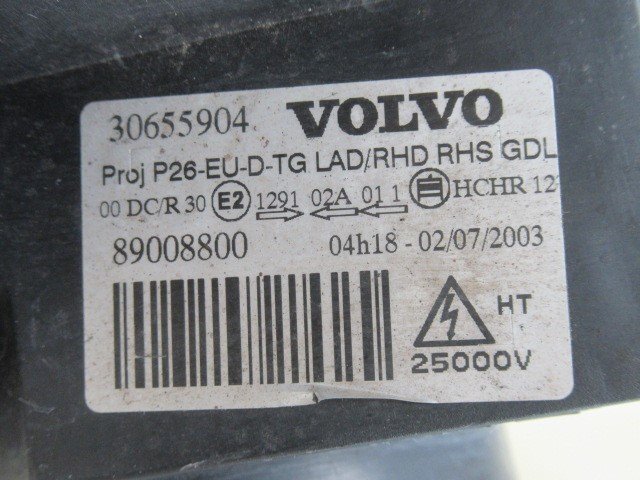 30655904 VOLVO
Proj P26-EU-D-TG LAD/RHD RHS GDL
00 DC/R 30 E2 1291 02A 01 1 HCHR 12
89008800 04h18 - 02/07/2003
HT
25000V